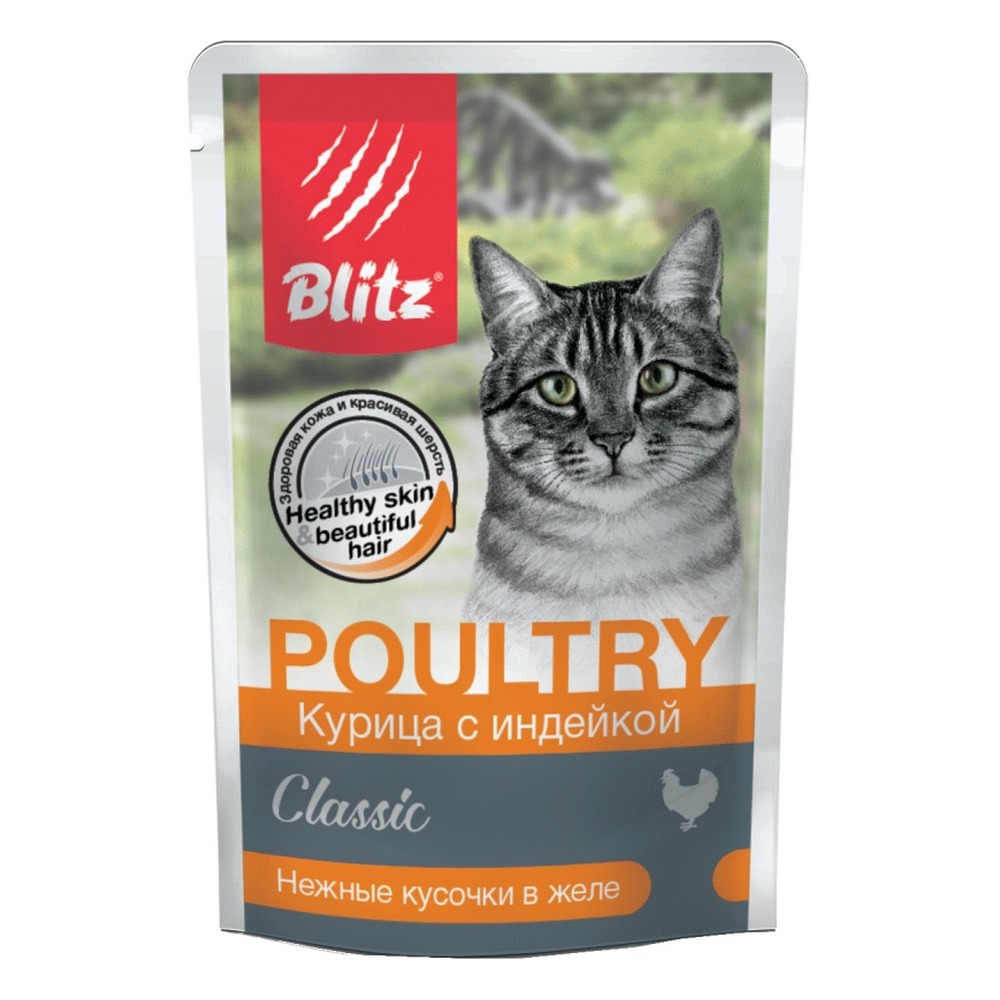 Blitz®
Здоровая кожа и красивая шерсть
Healthy skin
& beautiful
hair
POULTRY
Курица с индейкой
Classic
Нежные кусочки в желе